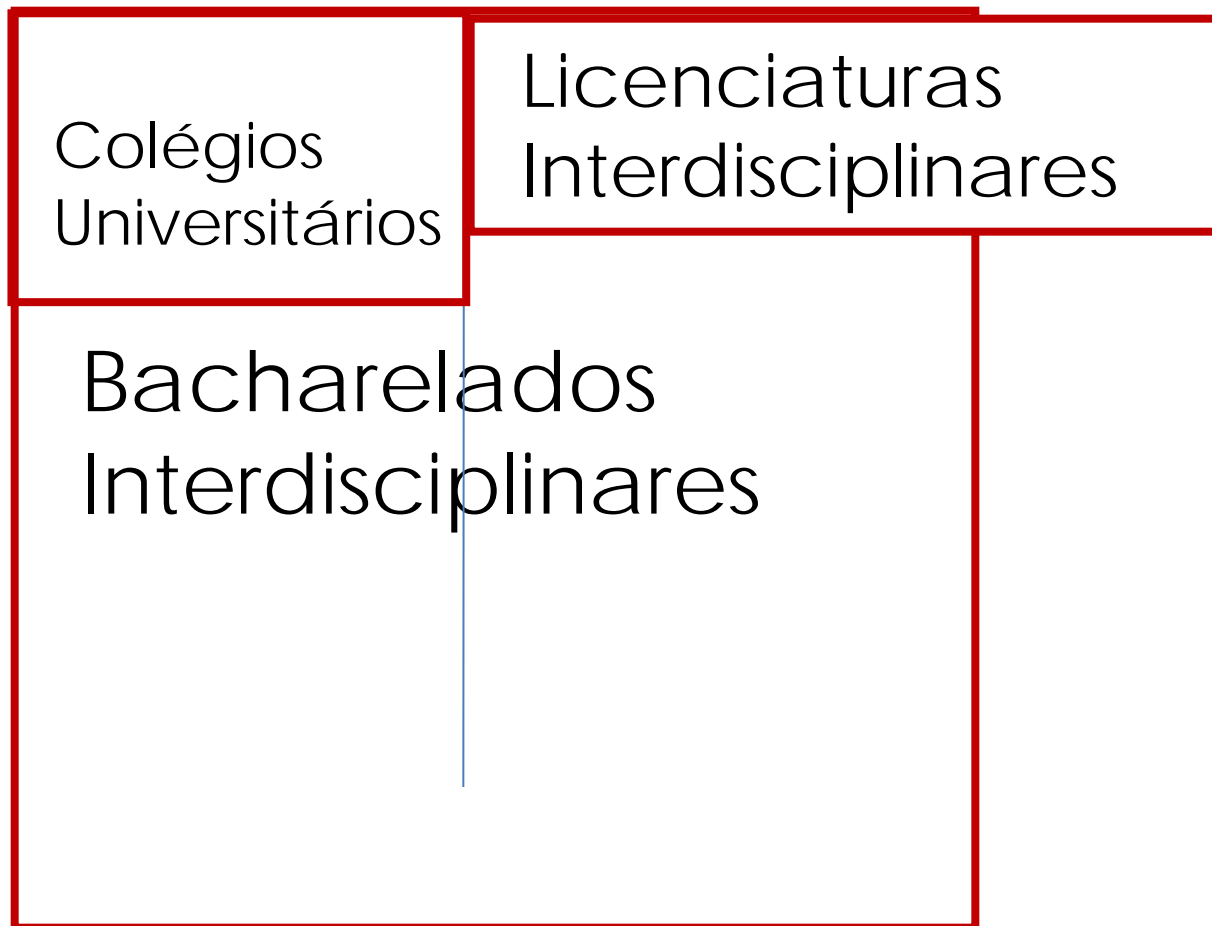 Colégios
Universitários
Licenciaturas
Interdisciplinares
Bacharelados
Interdisciplinares